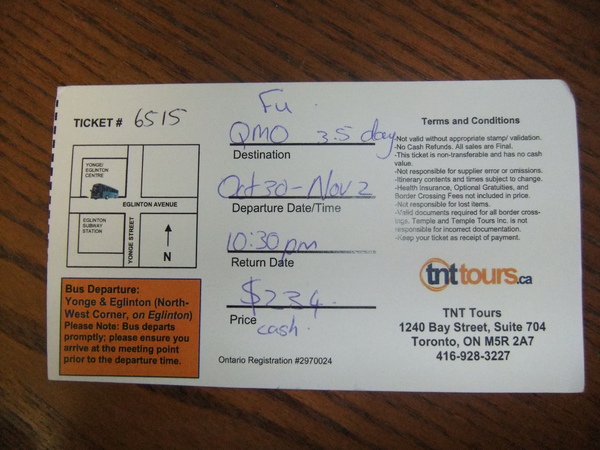 TICKET # 6515
YONGE/
EGLINTON
CENTRE
EGLINTON AVENUE
EGLINTON
SUBWAY
STATION
YONGE STREET
N
Bus Departure:
Yonge & Eglinton (North-
West Corner, on Eglinton)
Please Note: Bus departs
promptly; please ensure you
arrive at the meeting point
prior to the departure time.
Fu
QMO 3.5 day
Destination
Oct 30 - Nov 2
Departure Date/Time
10:30 pm
Return Date
$234.
Price
cash.
Ontario Registration #2970024
Terms and Conditions
-Not valid without appropriate stamp/ validation.
-No Cash Refunds. All sales are Final.
-This ticket is non-transferable and has no cash
value.
-Not responsible for supplier error or omissions.
-Itinerary contents and times subject to change.
-Health Insurance, Optional Gratuities, and
Border Crossing Fees not included in price.
-Not responsible for lost items.
-Valid documents required for all border cross-
ings. Temple and Temple Tours Inc. is not
responsible for incorrect documentation.
-Keep your ticket as receipt of payment.
tnttours.ca
TNT Tours
1240 Bay Street, Suite 704
Toronto, ON M5R 2A7
416-928-3227